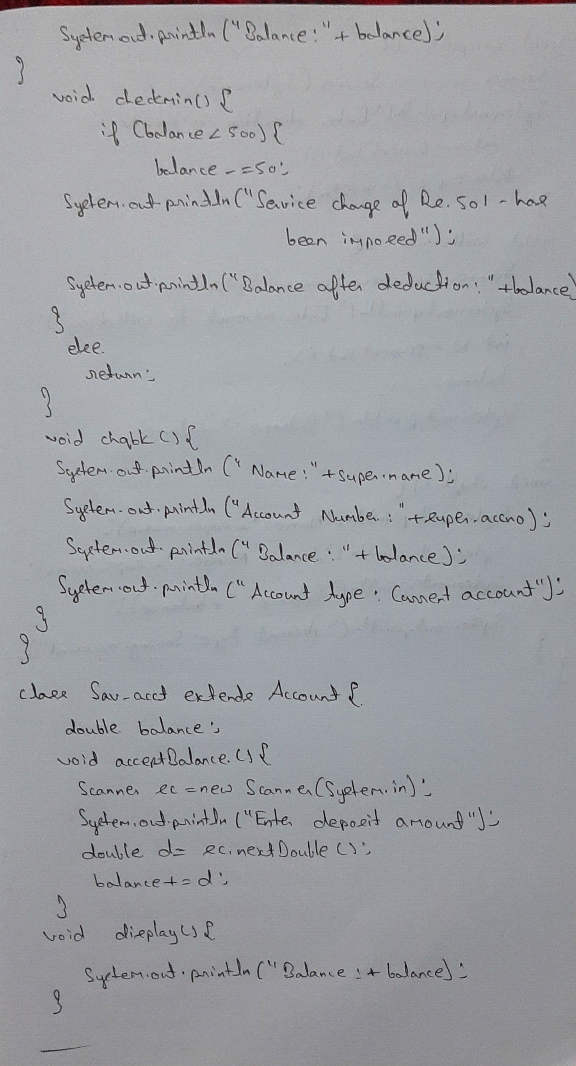 System.out.println("Balance:"+ balance);
}
void checkmin() {
if (balance < 500) {
balance -=50;
System.out.println("Service charge of Rs. 50/- has
been imposed");
System.out.println("Balance after deduction:"+balance)
}
else
return;
}
void chqbk () {
System.out.println (" Name:"+super.name);
System.out.println ("Account Number:"+super.accno);
System.out.println (" Balance : "+ balance);
System.out.println (" Account type : Current account");
}
}
class Sav-acct extends Account {
double balance;
void acceptBalance () {
Scanner sc = new Scanner(System.in);
System.out.println ("Enter deposit amount");
double d= sc.nextDouble ();
balance+= d;
}
void display() {
System.out.println (" Balance : + balance);
}